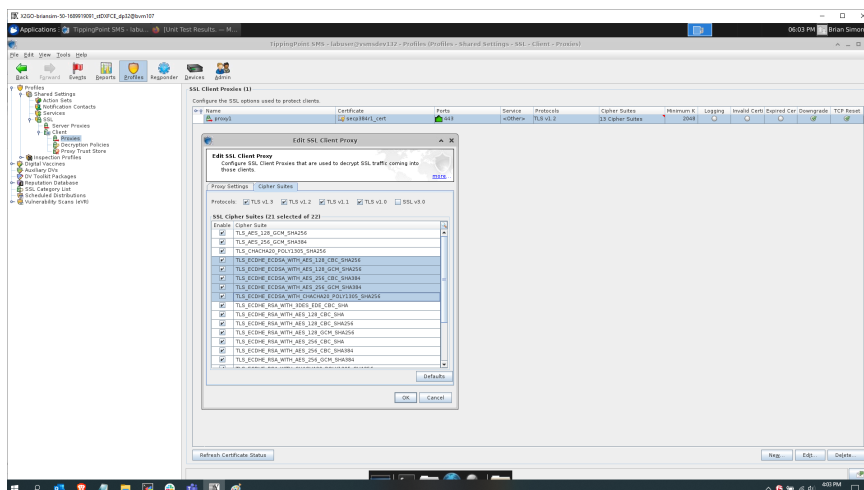 X2GO-briansim-50-1689919091_stDXFCE_dp32@bvm107
Applications
TippingPoint SMS - labu...
[Unit Test Results. — M...
06:03 PM
Brian Simon
TippingPoint SMS - labuser@vsmsdev132 - Profiles (Profiles - Shared Settings - SSL - Client - Proxies)
File Edit View Tools Help
Back Forward Events Reports Profiles Responder Devices Admin
Profiles
Shared Settings
Action Sets
Notification Contacts
Services
SSL
Server Proxies
Client
Proxies
Decryption Policies
Proxy Trust Store
Inspection Profiles
Digital Vaccines
Auxiliary DVs
DV Toolkit Packages
Reputation Database
SSL Category List
Scheduled Distributions
Vulnerability Scans (eVR)
SSL Client Proxies (1)
Configure the SSL options used to protect clients.
Name Certificate Ports Service Protocols Cipher Suites Minimum K Logging Invalid Certi Expired Cer Downgrade TCP Reset
proxy1 secp384r1_cert 443 <Other> TLS v1.2 15 Cipher Suites 2048
Edit SSL Client Proxy
Edit SSL Client Proxy
Configure SSL Client Proxies that are used to decrypt SSL traffic coming into
those clients.
more...
Proxy Settings Cipher Suites
Protocols: TLS v1.3 TLS v1.2 TLS v1.1 TLS v1.0 SSL v3.0
SSL Cipher Suites (21 selected of 22)
Enable Cipher Suite
TLS_AES_128_GCM_SHA256
TLS_AES_256_GCM_SHA384
TLS_CHACHA20_POLY1305_SHA256
TLS_ECDHE_ECDSA_WITH_AES_128_CBC_SHA256
TLS_ECDHE_ECDSA_WITH_AES_128_GCM_SHA256
TLS_ECDHE_ECDSA_WITH_AES_256_CBC_SHA384
TLS_ECDHE_ECDSA_WITH_AES_256_GCM_SHA384
TLS_ECDHE_ECDSA_WITH_CHACHA20_POLY1305_SHA256
TLS_ECDHE_RSA_WITH_3DES_EDE_CBC_SHA
TLS_ECDHE_RSA_WITH_AES_128_CBC_SHA
TLS_ECDHE_RSA_WITH_AES_128_CBC_SHA256
TLS_ECDHE_RSA_WITH_AES_128_GCM_SHA256
TLS_ECDHE_RSA_WITH_AES_256_CBC_SHA
TLS_ECDHE_RSA_WITH_AES_256_CBC_SHA384
TLS_ECDHE_RSA_WITH_AES_256_GCM_SHA384
Defaults
OK Cancel
Refresh Certificate Status
New... Edit... Delete...
4:03 PM